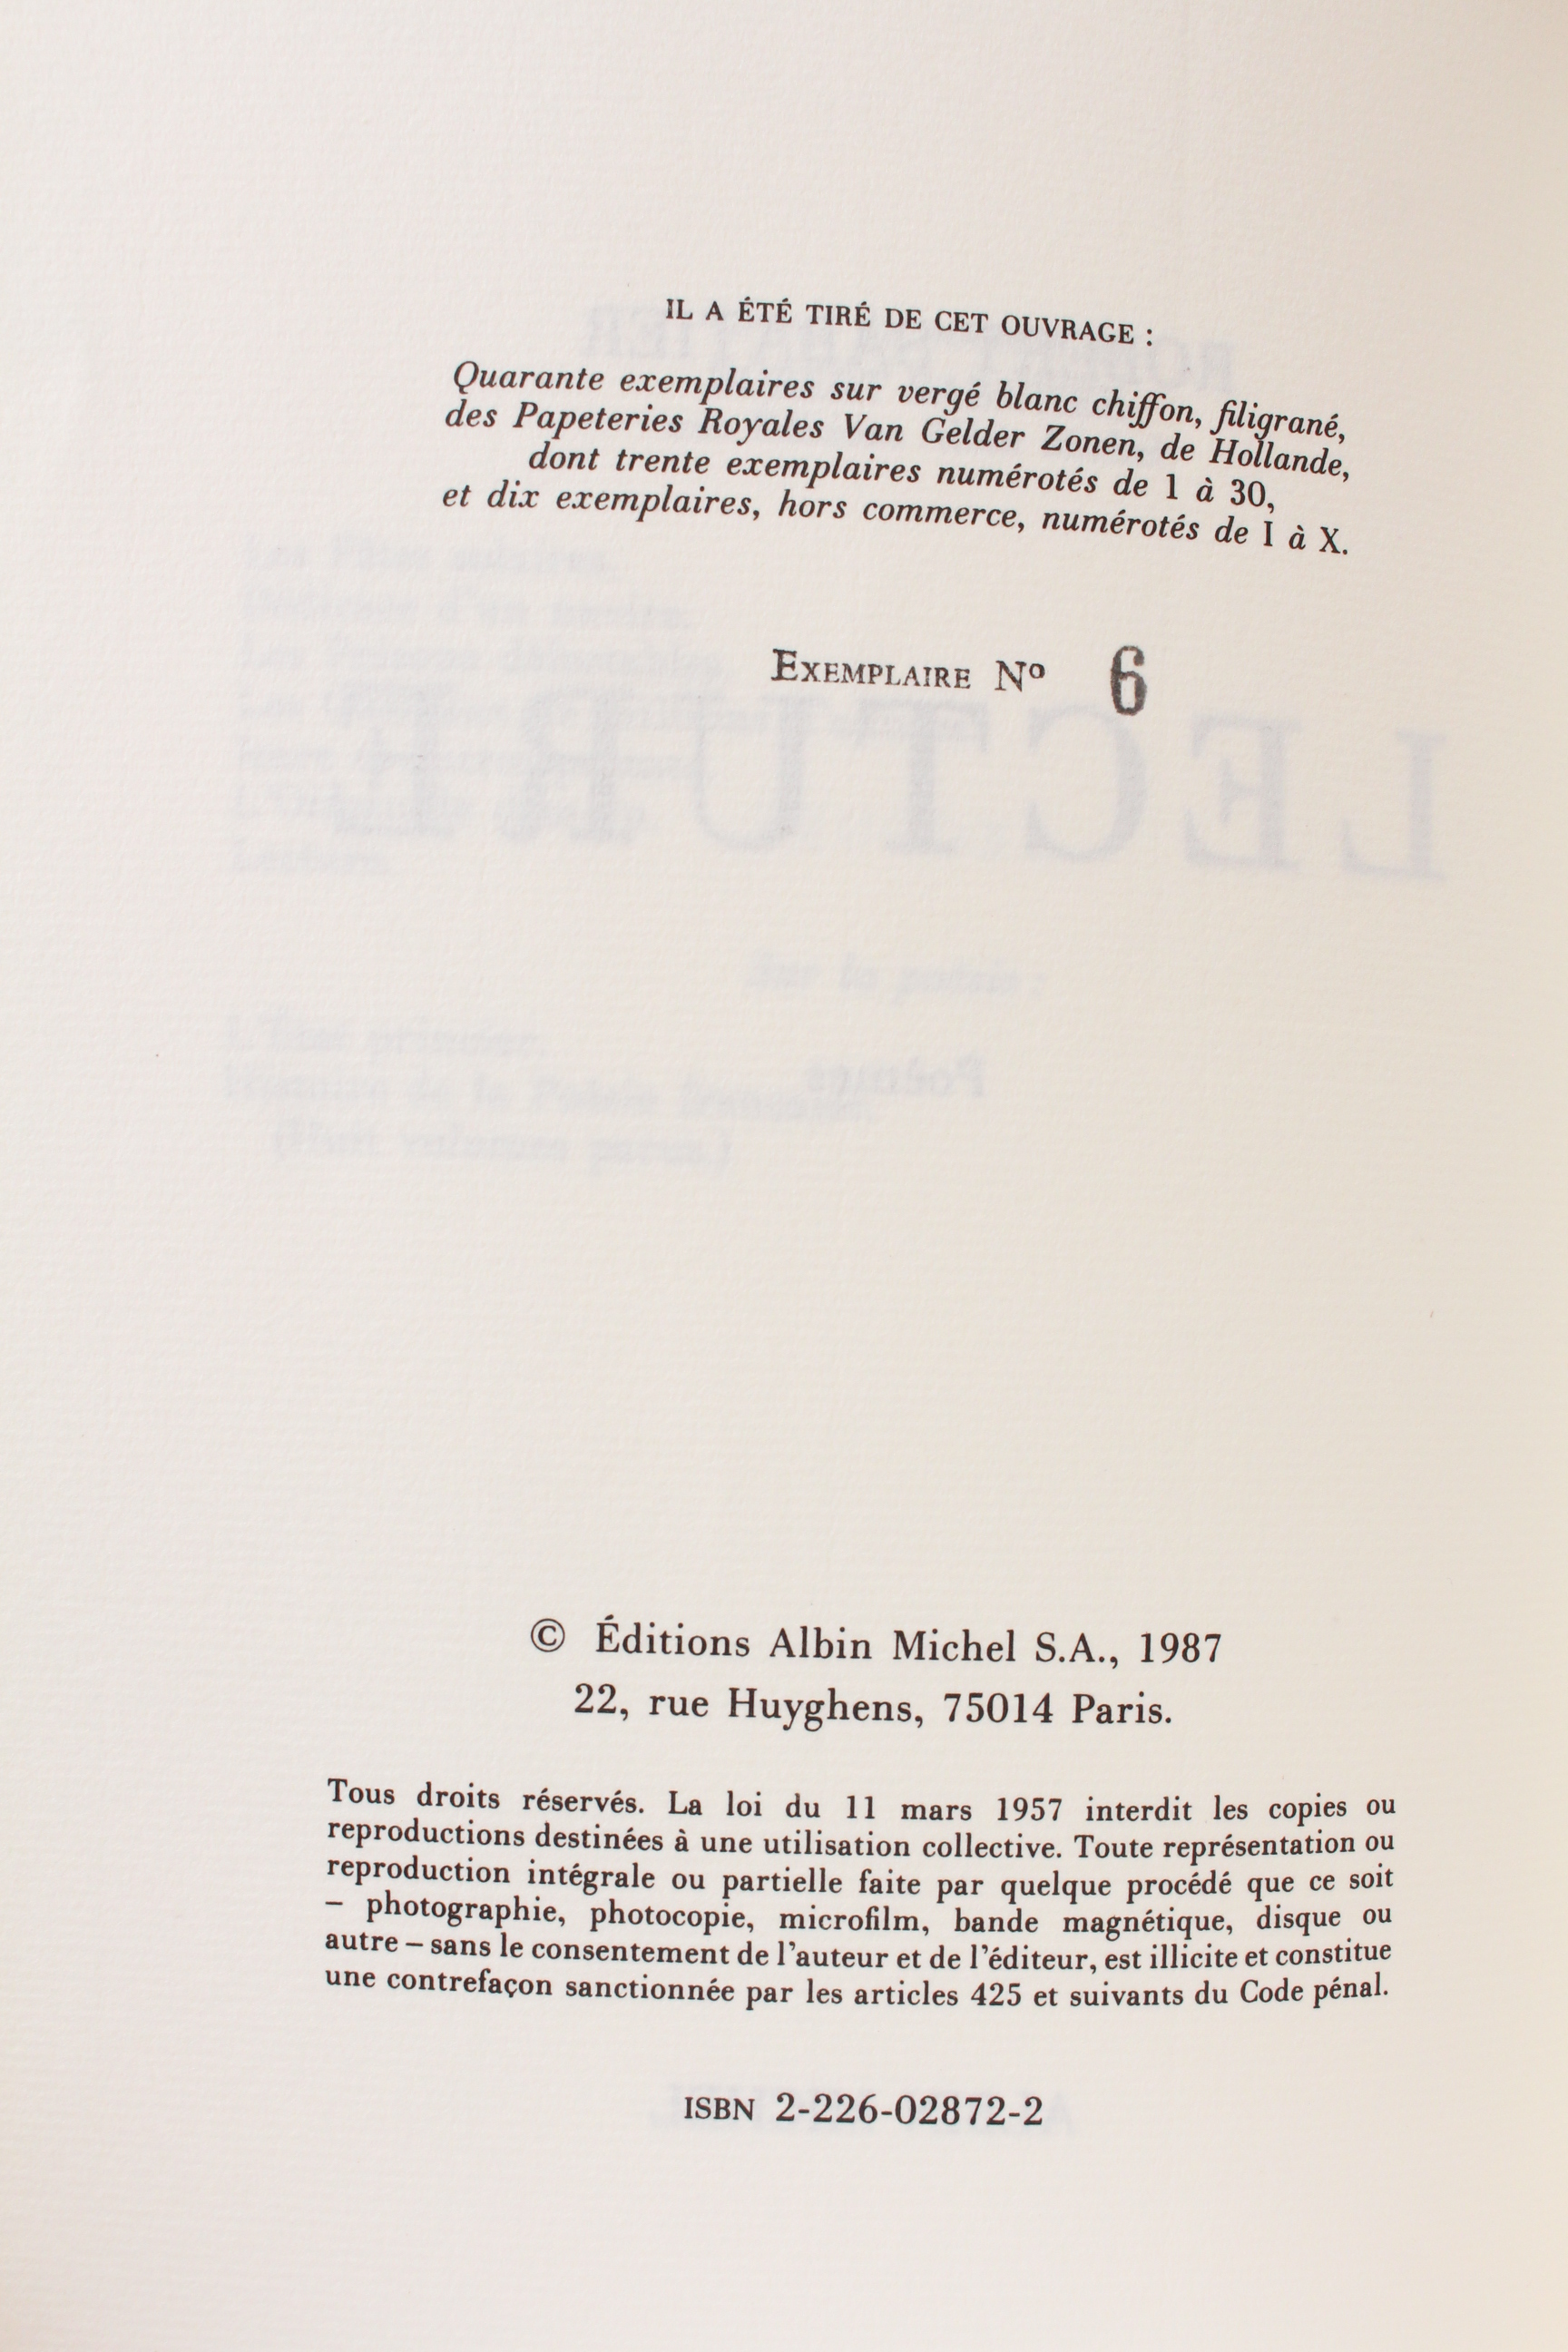 IL A ÉTÉ TIRÉ DE CET OUVRAGE :
Quarante exemplaires sur vergé blanc chiffon, filigrané,
des Papeteries Royales Van Gelder Zonen, de Hollande,
dont trente exemplaires numérotés de 1 à 30,
et dix exemplaires, hors commerce, numérotés de I à X.
EXEMPLAIRE Nº 6
LECTURE
Poèmes
© Éditions Albin Michel S.A., 1987
22, rue Huyghens, 75014 Paris.
Tous droits réservés. La loi du 11 mars 1957 interdit les copies ou
reproductions destinées à une utilisation collective. Toute représentation ou
reproduction intégrale ou partielle faite par quelque procédé que ce soit
– photographie, photocopie, microfilm, bande magnétique, disque ou
autre – sans le consentement de l'auteur et de l'éditeur, est illicite et constitue
une contrefaçon sanctionnée par les articles 425 et suivants du Code pénal.
ISBN 2-226-02872-2